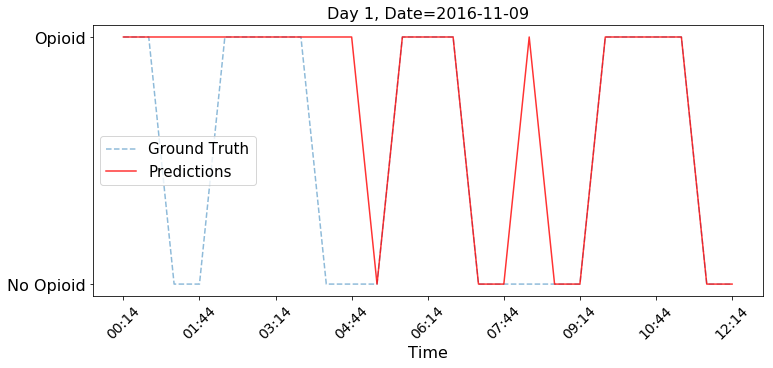 Day 1, Date=2016-11-09
Opioid
Ground Truth
Predictions
No Opioid
00:14 01:44 03:14 04:44 06:14 07:44 09:14 10:44 12:14
Time